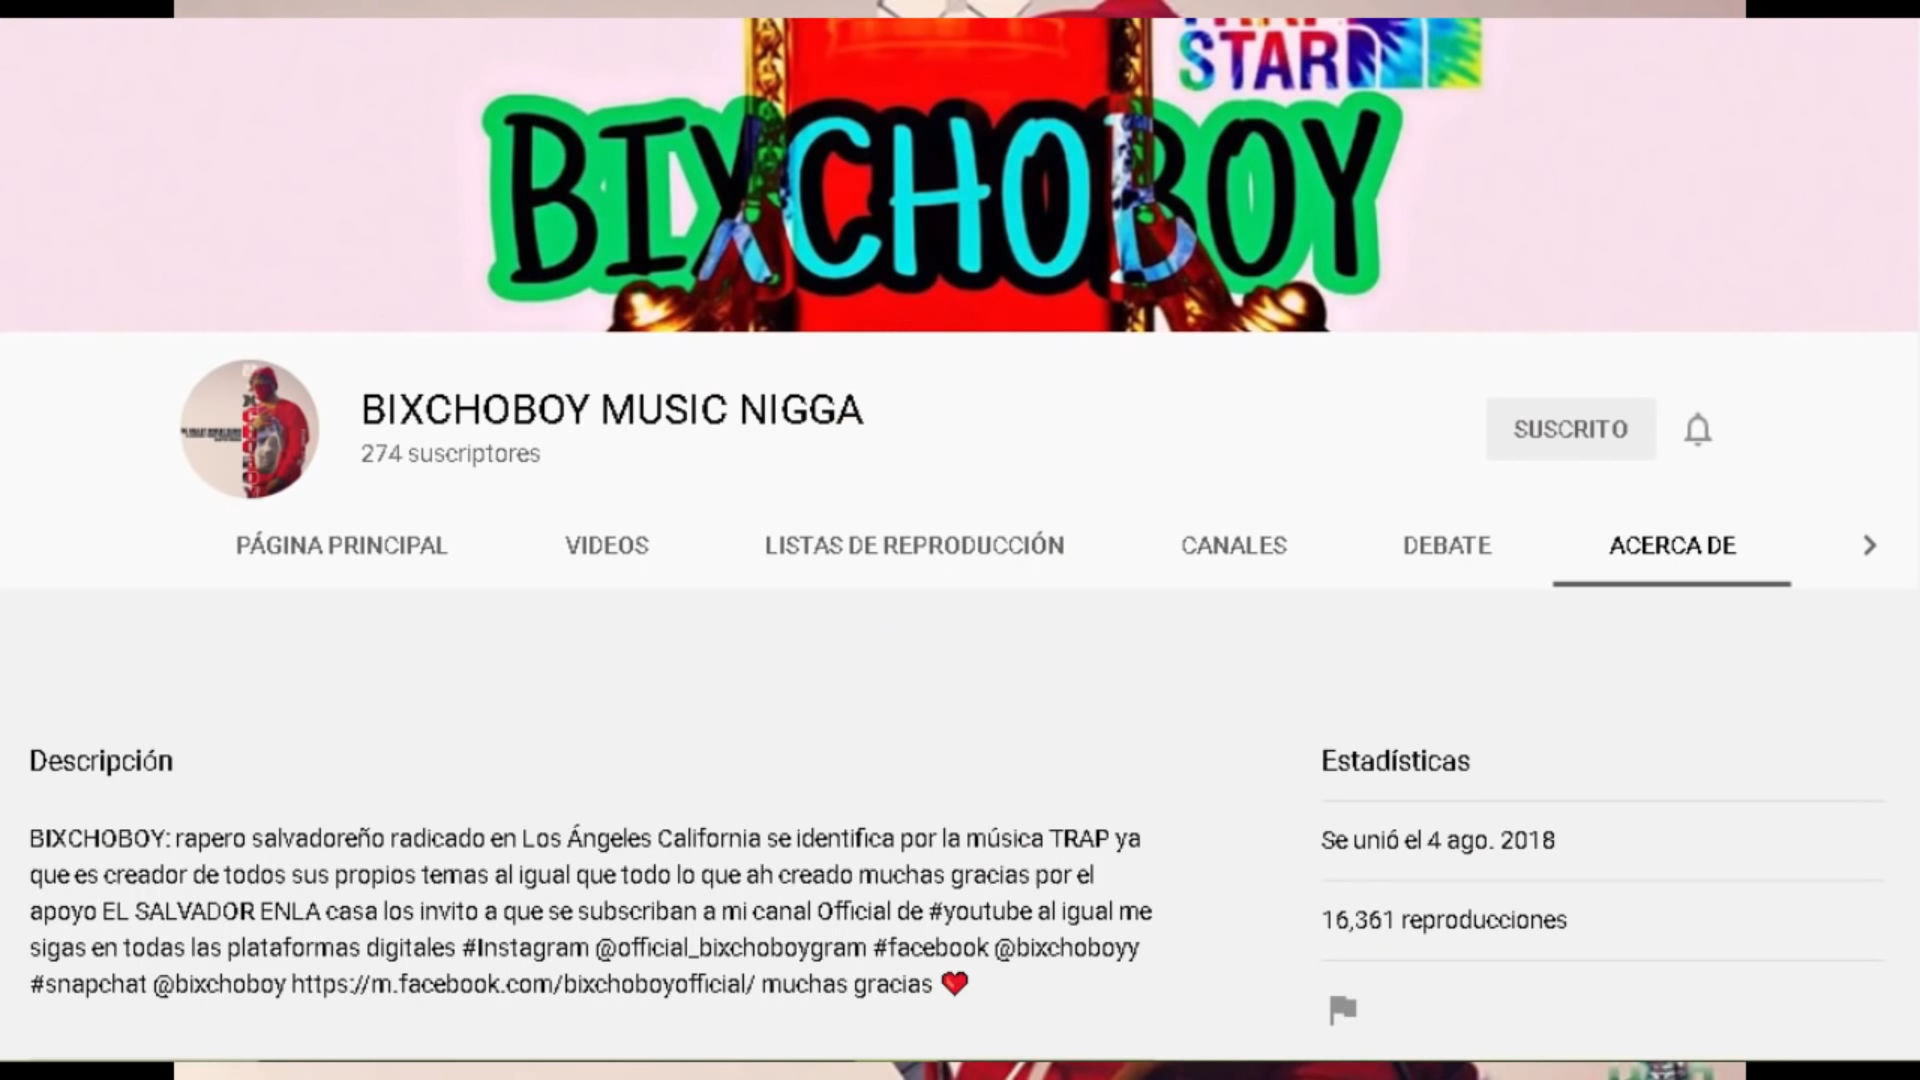 STAR
BIXCHOBOY
BIXCHOBOY MUSIC NIGGA
274 suscriptores
SUSCRITO
PÁGINA PRINCIPAL VIDEOS LISTAS DE REPRODUCCIÓN CANALES DEBATE ACERCA DE
Descripción
BIXCHOBOY: rapero salvadoreño radicado en Los Ángeles California se identifica por la música TRAP ya
que es creador de todos sus propios temas al igual que todo lo que ah creado muchas gracias por el
apoyo EL SALVADOR ENLA casa los invito a que se subscriban a mi canal Official de #youtube al igual me
sigas en todas las plataformas digitales #Instagram @official_bixchoboygram #facebook @bixchoboyy
#snapchat @bixchoboy https://m.facebook.com/bixchoboyofficial/ muchas gracias ❤️
Estadísticas
Se unió el 4 ago. 2018
16,361 reproducciones